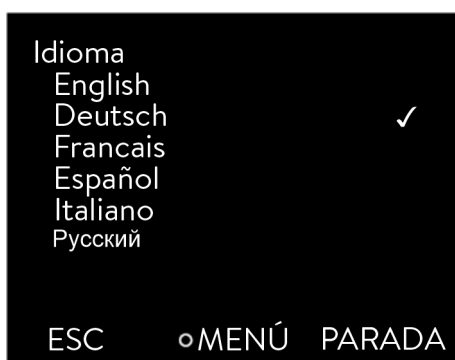 Idioma
English
Deutsch ✓
Francais
Español
Italiano
Русский
ESC MENÚ PARADA